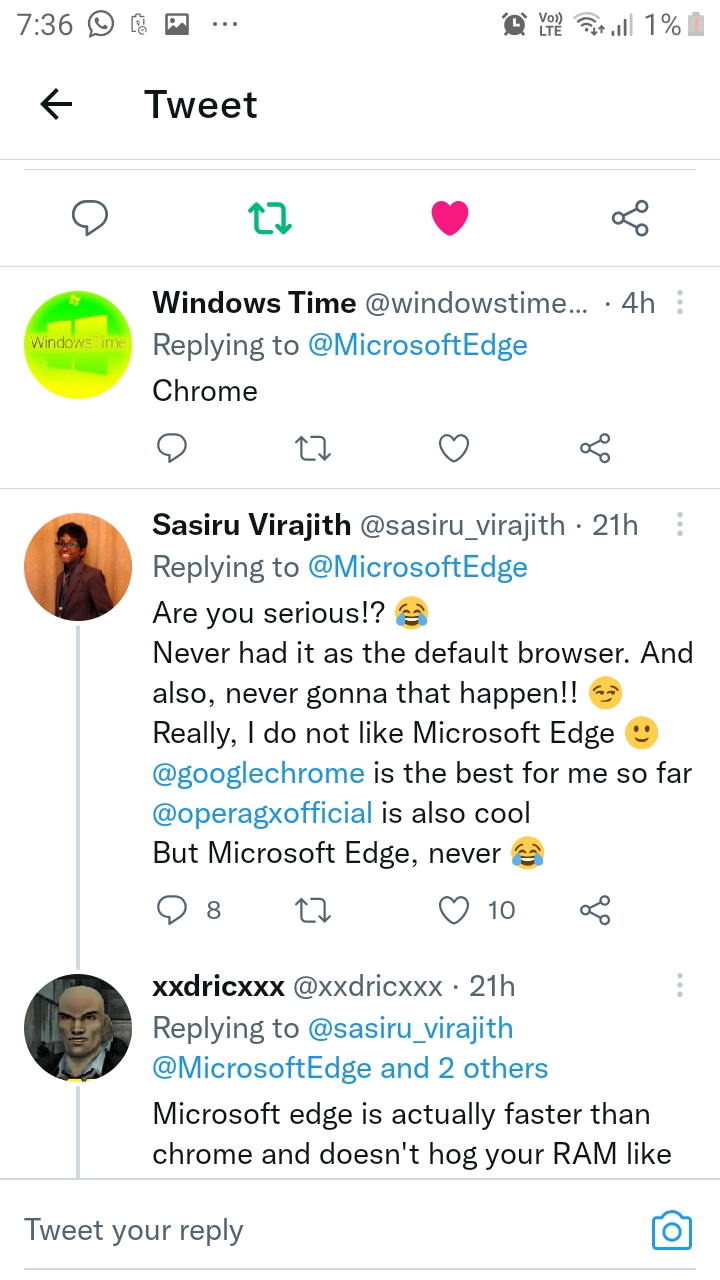 7:36 Vo)) LTE 1%
Tweet
Windows Time @windowstime... · 4h
Replying to @MicrosoftEdge
Windows Time
Chrome
Sasiru Virajith @sasiru_virajith · 21h
Replying to @MicrosoftEdge
Are you serious!? 😂
Never had it as the default browser. And
also, never gonna that happen!! 😏
Really, I do not like Microsoft Edge 🙂
@googlechrome is the best for me so far
@operagxofficial is also cool
But Microsoft Edge, never 😂
8 10
xxdricxxx @xxdricxxx · 21h
Replying to @sasiru_virajith
@MicrosoftEdge and 2 others
Microsoft edge is actually faster than
chrome and doesn't hog your RAM like
Tweet your reply